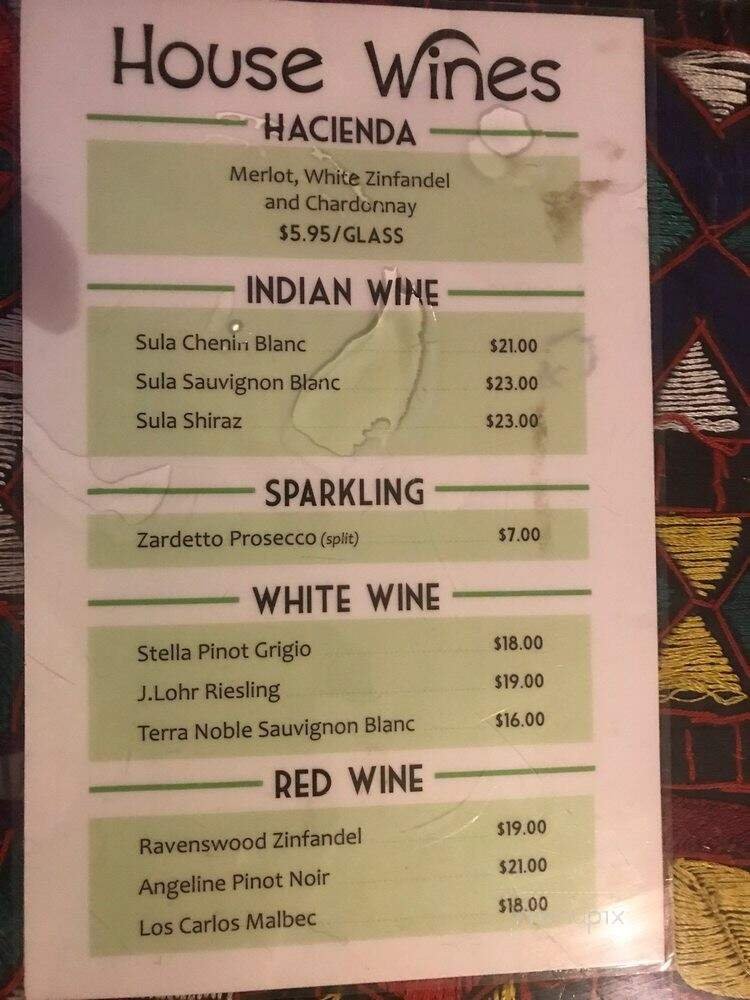 House Wines
HACIENDA
Merlot, White Zinfandel
and Chardonnay
$5.95/GLASS
INDIAN WINE
Sula Chenin Blanc $21.00
Sula Sauvignon Blanc $23.00
Sula Shiraz $23.00
SPARKLING
Zardetto Prosecco (split) $7.00
WHITE WINE
Stella Pinot Grigio $18.00
J.Lohr Riesling $19.00
Terra Noble Sauvignon Blanc $16.00
RED WINE
Ravenswood Zinfandel $19.00
Angeline Pinot Noir $21.00
Los Carlos Malbec $18.00